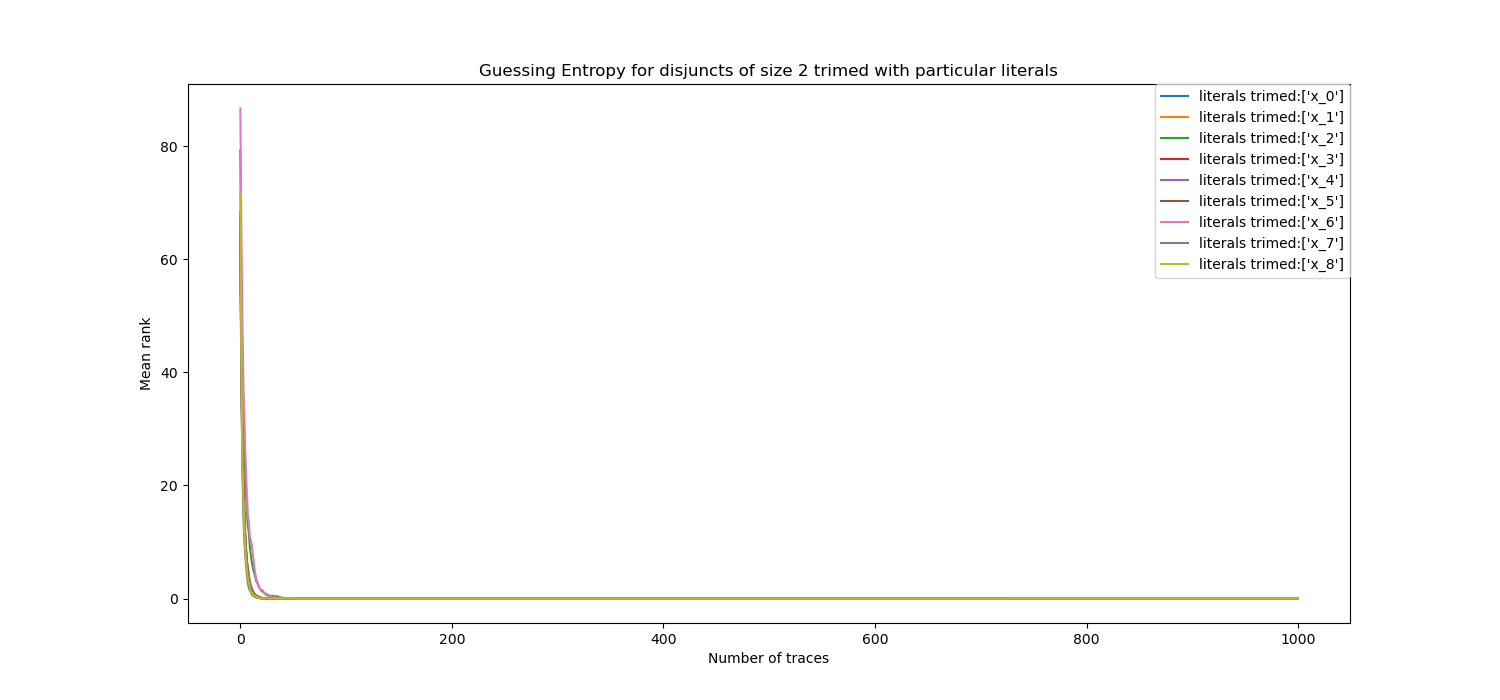 Guessing Entropy for disjuncts of size 2 trimed with particular literals
literals trimed:['x_0']
literals trimed:['x_1']
literals trimed:['x_2']
literals trimed:['x_3']
literals trimed:['x_4']
literals trimed:['x_5']
literals trimed:['x_6']
literals trimed:['x_7']
literals trimed:['x_8']
Mean rank
80
60
40
20
0
0 200 400 600 800 1000
Number of traces